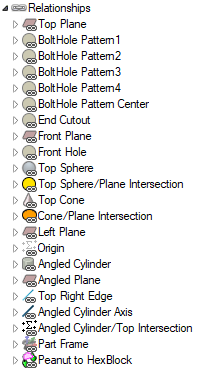 Relationships
Top Plane
BoltHole Pattern1
BoltHole Pattern2
BoltHole Pattern3
BoltHole Pattern4
BoltHole Pattern Center
End Cutout
Front Plane
Front Hole
Top Sphere
Top Sphere/Plane Intersection
Top Cone
Cone/Plane Intersection
Left Plane
Origin
Angled Cylinder
Angled Plane
Top Right Edge
Angled Cylinder Axis
Angled Cylinder/Top Intersection
Part Frame
Peanut to HexBlock